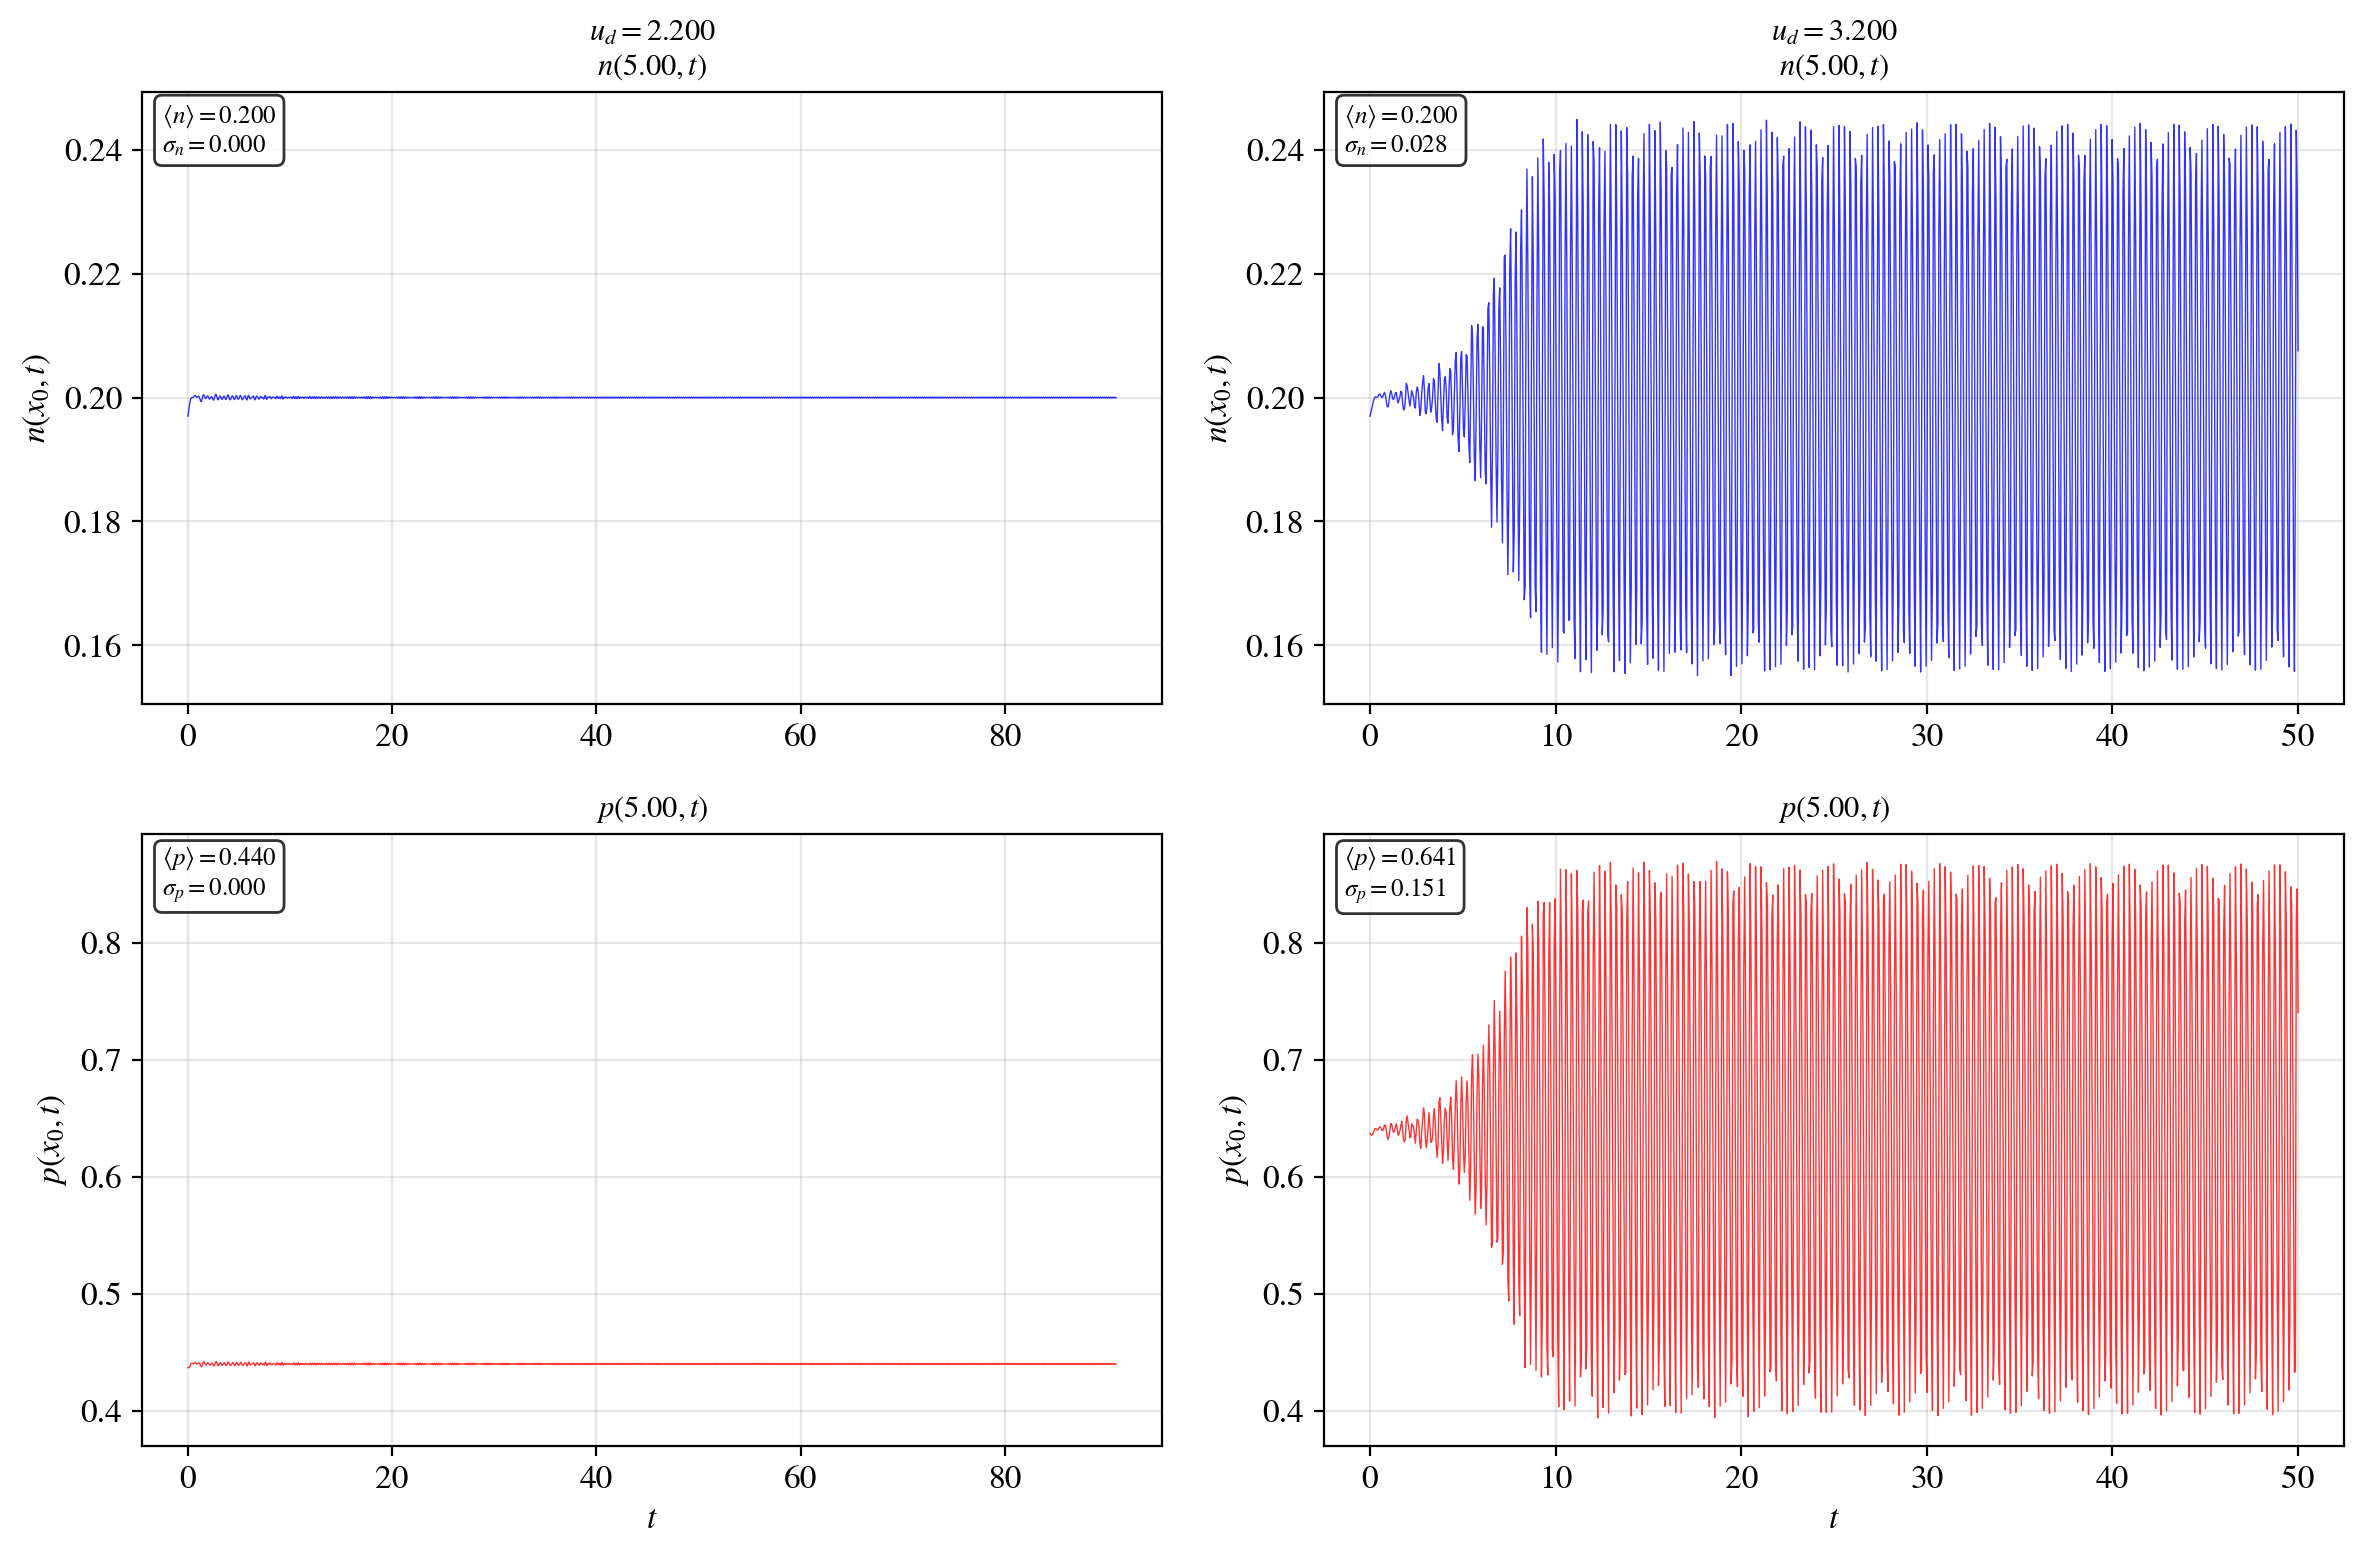 u_d = 2.200
n(5.00, t)
⟨n⟩ = 0.200
σ_n = 0.000
n(x_0, t)
0.24
0.22
0.20
0.18
0.16
0 20 40 60 80
u_d = 3.200
n(5.00, t)
⟨n⟩ = 0.200
σ_n = 0.028
n(x_0, t)
0.24
0.22
0.20
0.18
0.16
0 10 20 30 40 50
p(5.00, t)
⟨p⟩ = 0.440
σ_p = 0.000
p(x_0, t)
0.8
0.7
0.6
0.5
0.4
0 20 40 60 80
t
p(5.00, t)
⟨p⟩ = 0.641
σ_p = 0.151
p(x_0, t)
0.8
0.7
0.6
0.5
0.4
0 10 20 30 40 50
t